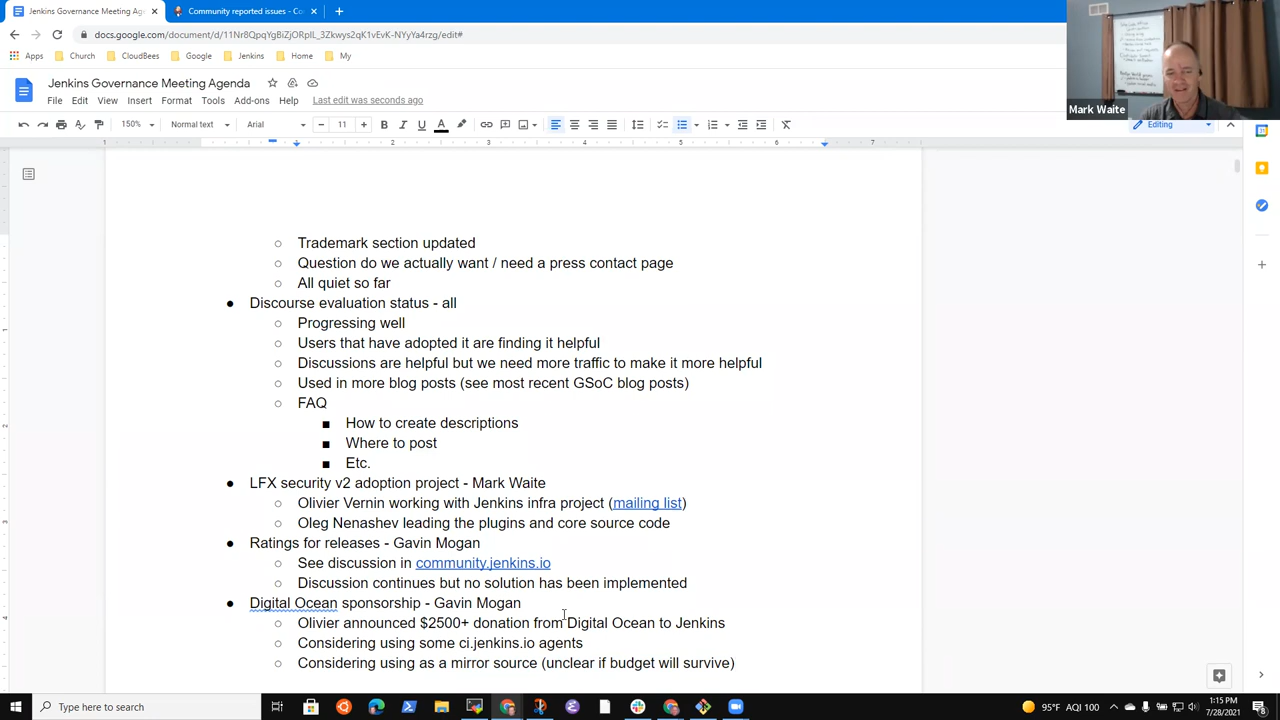 Jenkins Governance Meeting Age
Community reported issues - Co
docs.google.com/document/d/11Nr8QpqYgBiZjORpIL_3Zkwys2qK1vEvK-NYyYa4rzg/edit#
Apps Church CloudBees Google Jenkins Home My
Jenkins Governance Meeting Agenda
File Edit View Insert Format Tools Add-ons Help Last edit was seconds ago
150% Normal text Arial 11 Editing
Mark Waite
1 2 3 4 5 6 7
Trademark section updated
Question do we actually want / need a press contact page
All quiet so far
Discourse evaluation status - all
Progressing well
Users that have adopted it are finding it helpful
Discussions are helpful but we need more traffic to make it more helpful
Used in more blog posts (see most recent GSoC blog posts)
FAQ
How to create descriptions
Where to post
Etc.
LFX security v2 adoption project - Mark Waite
Olivier Vernin working with Jenkins infra project (mailing list)
Oleg Nenashev leading the plugins and core source code
Ratings for releases - Gavin Mogan
See discussion in community.jenkins.io
Discussion continues but no solution has been implemented
Digital Ocean sponsorship - Gavin Mogan
Olivier announced $2500+ donation from Digital Ocean to Jenkins
Considering using some ci.jenkins.io agents
Considering using as a mirror source (unclear if budget will survive)
Type here to search
95°F AQI 100
1:15 PM
7/28/2021